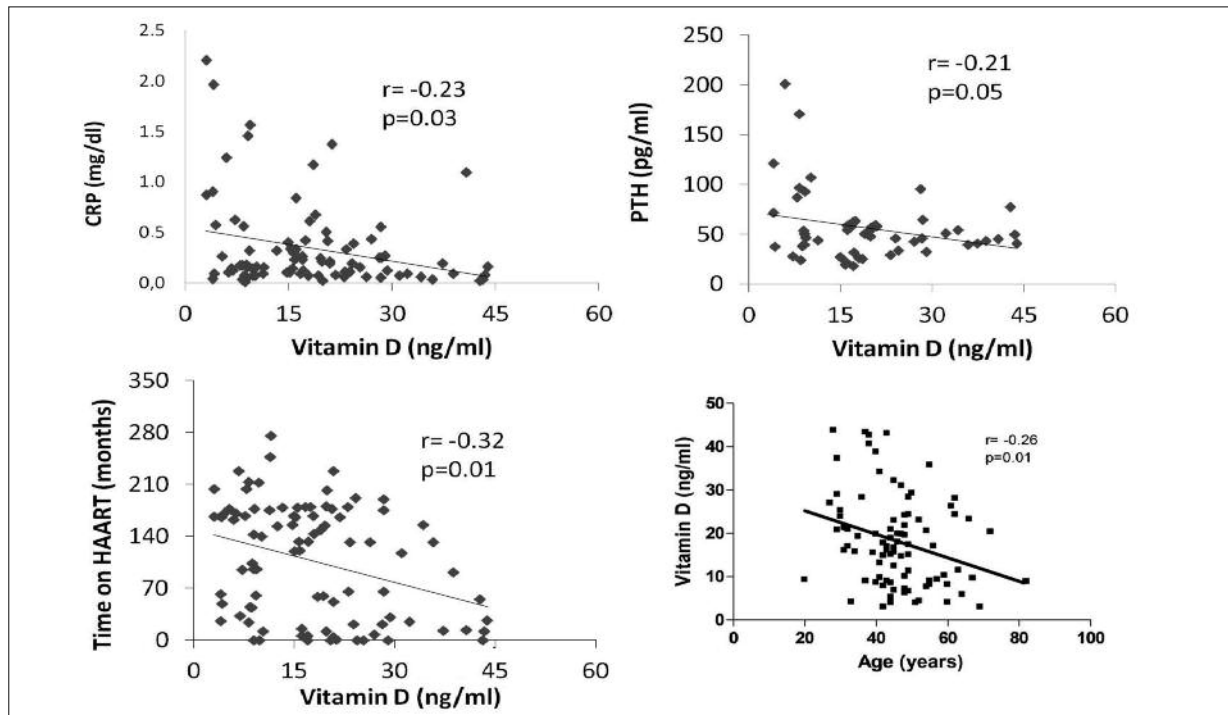 CRP (mg/dl)
2.5
2.0
1.5
1.0
0.5
0,0
r= -0.23
p=0.03
0 15 30 45 60
Vitamin D (ng/ml)
PTH (pg/ml)
250
200
150
100
50
0
r= -0.21
p=0.05
0 15 30 45 60
Vitamin D (ng/ml)
Time on HAART (months)
350
280
210
140
70
0
r= -0.32
p=0.01
0 15 30 45 60
Vitamin D (ng/ml)
Vitamin D (ng/ml)
50
40
30
20
10
0
r= -0.26
p=0.01
0 20 40 60 80 100
Age (years)